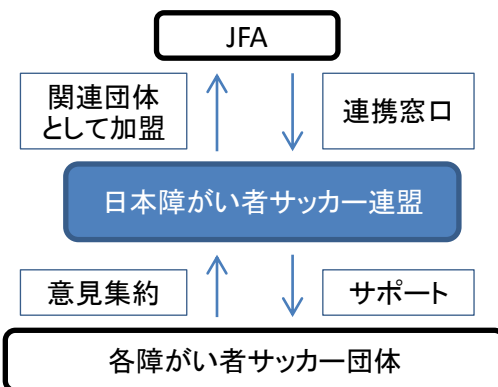 JFA
関連団体
として加盟
連携窓口
日本障がい者サッカー連盟
意見集約
サポート
各障がい者サッカー団体